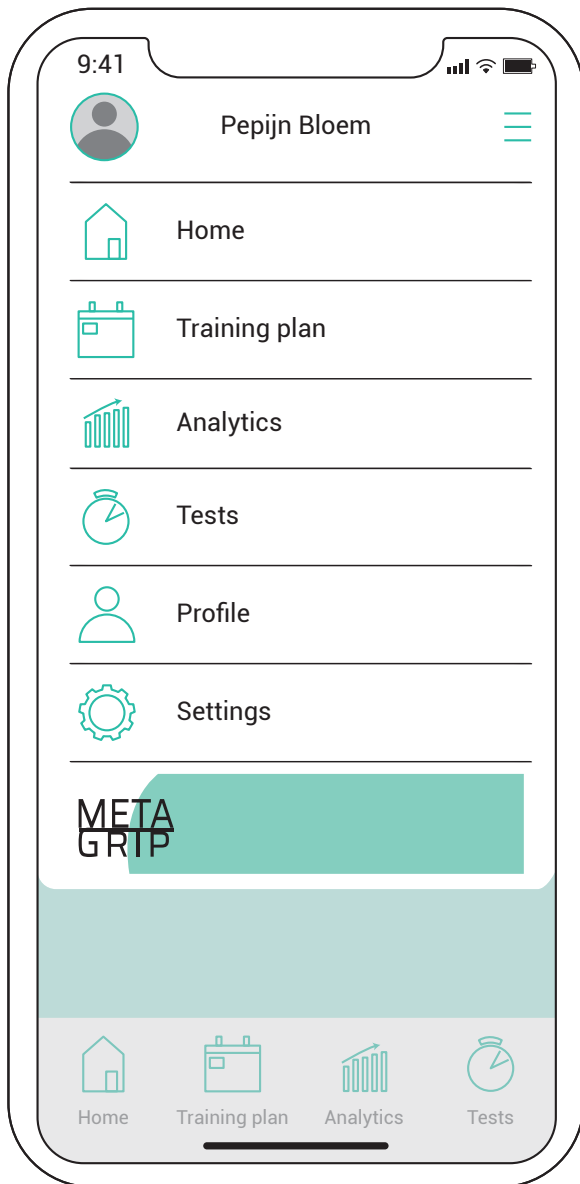 9:41
Pepijn Bloem
Home
Training plan
Analytics
Tests
Profile
Settings
META
GRIP
Home Training plan Analytics Tests